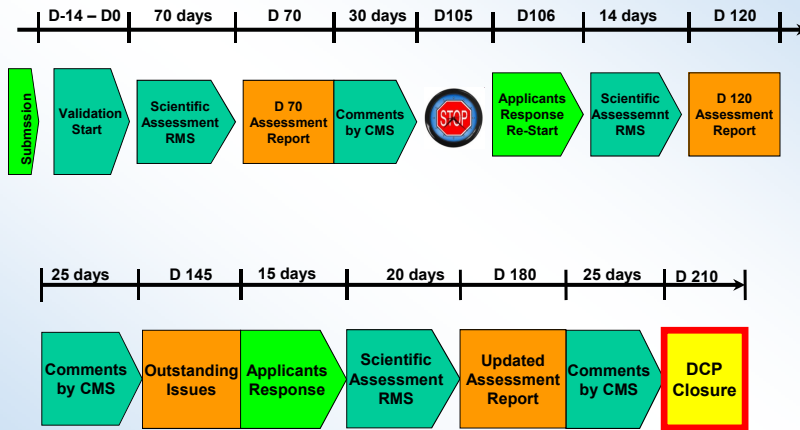 D-14 – D0 70 days D 70 30 days D105 D106 14 days D 120
Submssion
Validation
Start
Scientific
Assessment
RMS
D 70
Assessment
Report
Comments
by CMS
STOP
Applicants
Response
Re-Start
Scientific
Assessemnt
RMS
D 120
Assessment
Report
25 days D 145 15 days 20 days D 180 25 days D 210
Comments
by CMS
Outstanding
Issues
Applicants
Response
Scientific
Assessment
RMS
Updated
Assessment
Report
Comments
by CMS
DCP
Closure